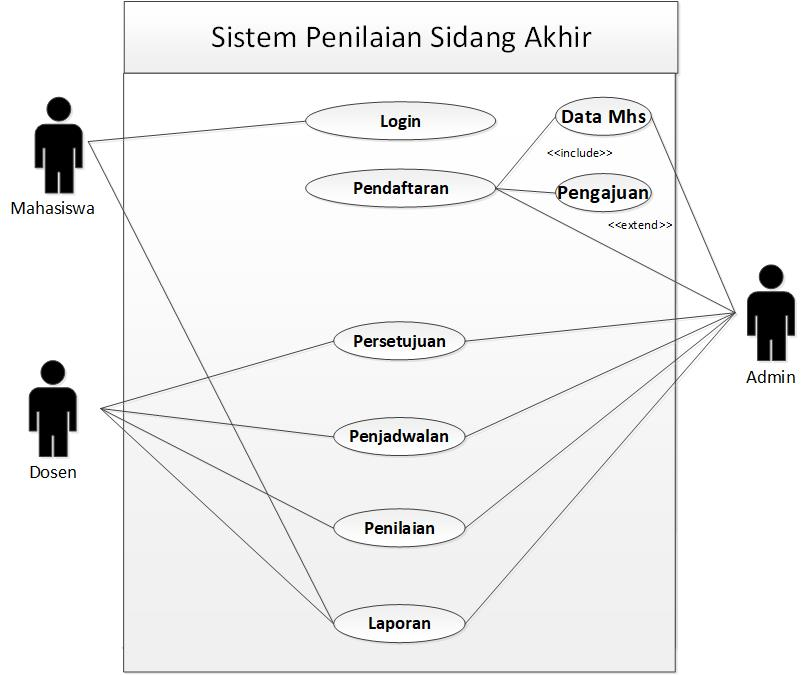 Sistem Penilaian Sidang Akhir
Login
Data Mhs
<<include>>
Pendaftaran
Pengajuan
<<extend>>
Mahasiswa
Persetujuan
Admin
Penjadwalan
Dosen
Penilaian
Laporan